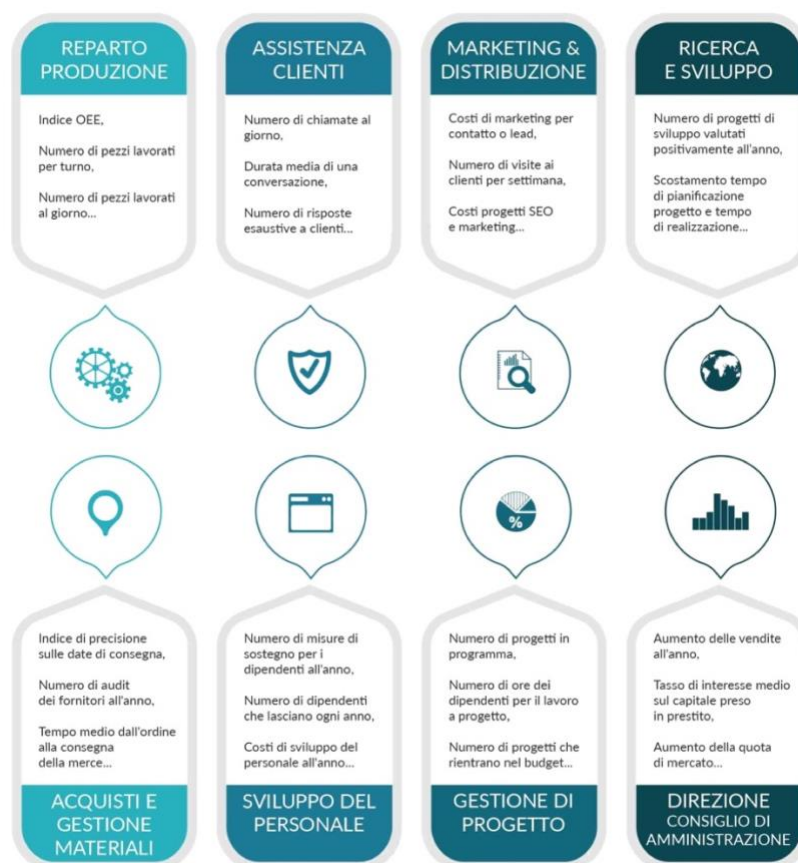 REPARTO
PRODUZIONE
Indice OEE,
Numero di pezzi lavorati
per turno,
Numero di pezzi lavorati
al giorno...
ASSISTENZA
CLIENTI
Numero di chiamate al
giorno,
Durata media di una
conversazione,
Numero di risposte
esaustive a clienti...
MARKETING &
DISTRIBUZIONE
Costi di marketing per
contatto o lead,
Numero di visite ai
clienti per settimana,
Costi progetti SEO
e marketing...
RICERCA
E SVILUPPO
Numero di progetti di
sviluppo valutati
positivamente all'anno,
Scostamento tempo
di pianificazione
progetto e tempo
di realizzazione...
%
Indice di precisione
sulle date di consegna,
Numero di audit
dei fornitori all'anno,
Tempo medio dall'ordine
alla consegna
della merce...
ACQUISTI E
GESTIONE
MATERIALI
Numero di misure di
sostegno per i
dipendenti all'anno,
Numero di dipendenti
che lasciano ogni anno,
Costi di sviluppo del
personale all'anno...
SVILUPPO DEL
PERSONALE
Numero di progetti in
programma,
Numero di ore dei
dipendenti per il lavoro
a progetto,
Numero di progetti che
rientrano nel budget...
GESTIONE DI
PROGETTO
Aumento delle vendite
all'anno,
Tasso di interesse medio
sul capitale preso
in prestito,
Aumento della quota
di mercato...
DIREZIONE
CONSIGLIO DI
AMMINISTRAZIONE